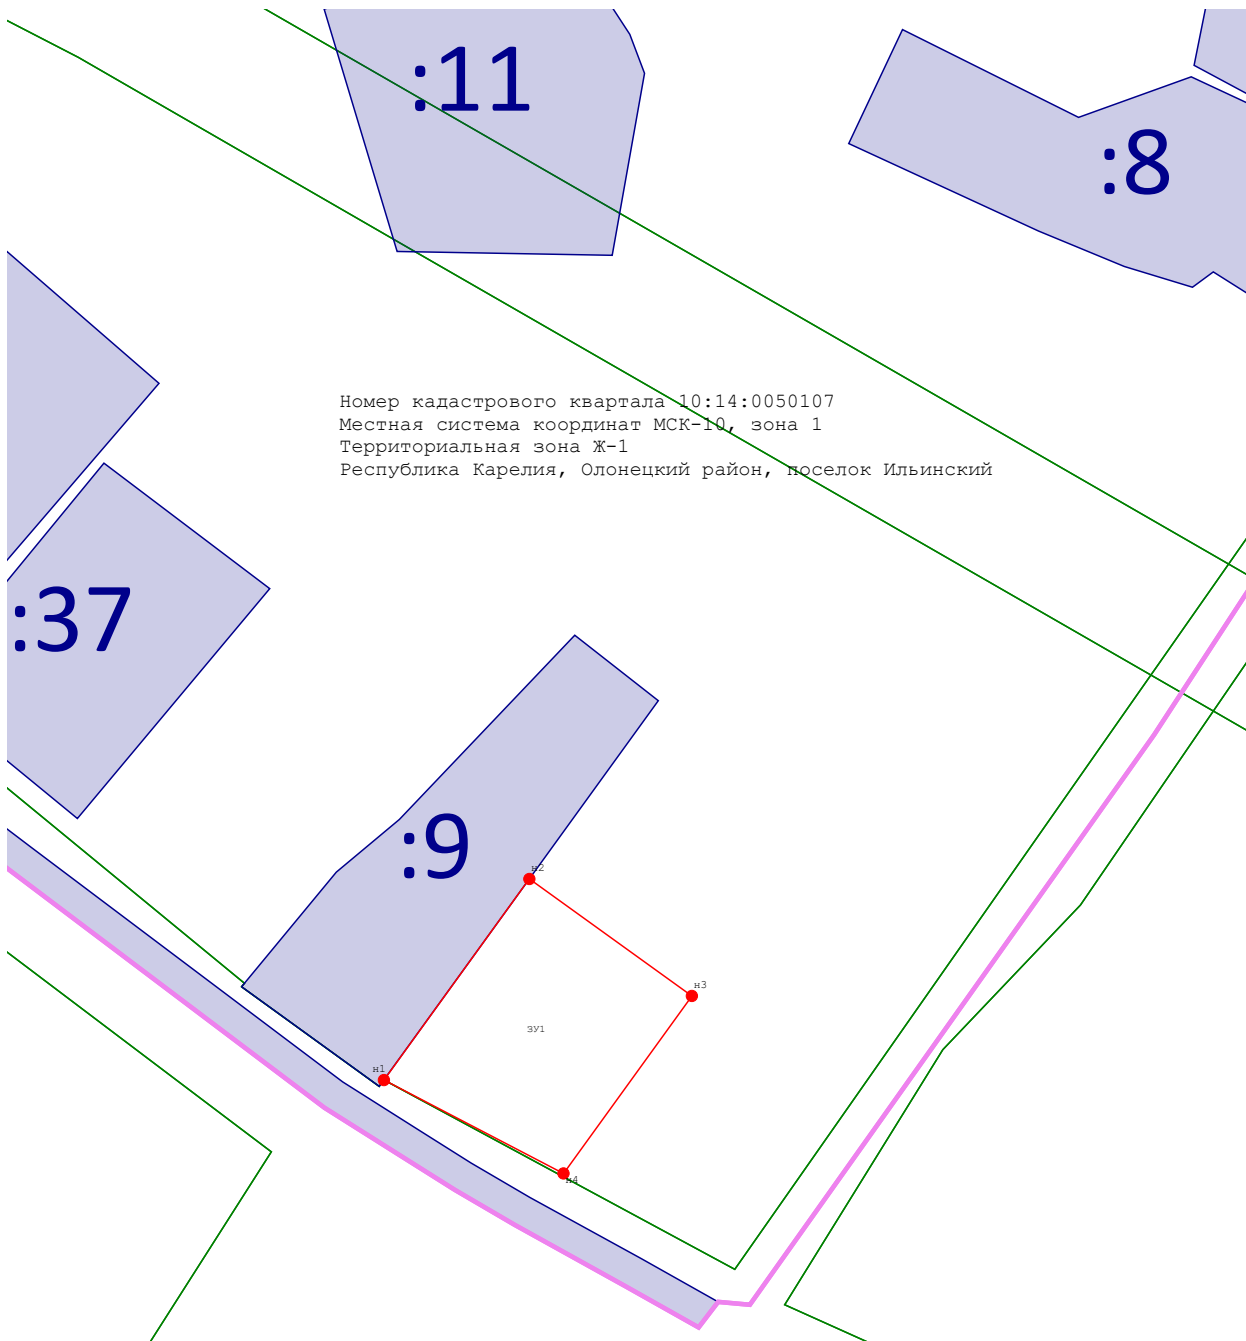 :11
:8
Номер кадастрового квартала 10:14:0050107
Местная система координат МСК-10, зона 1
Территориальная зона Ж-1
Республика Карелия, Олонецкий район, поселок Ильинский
:37
:9
н2
н3
ЗУ1
н1
н4